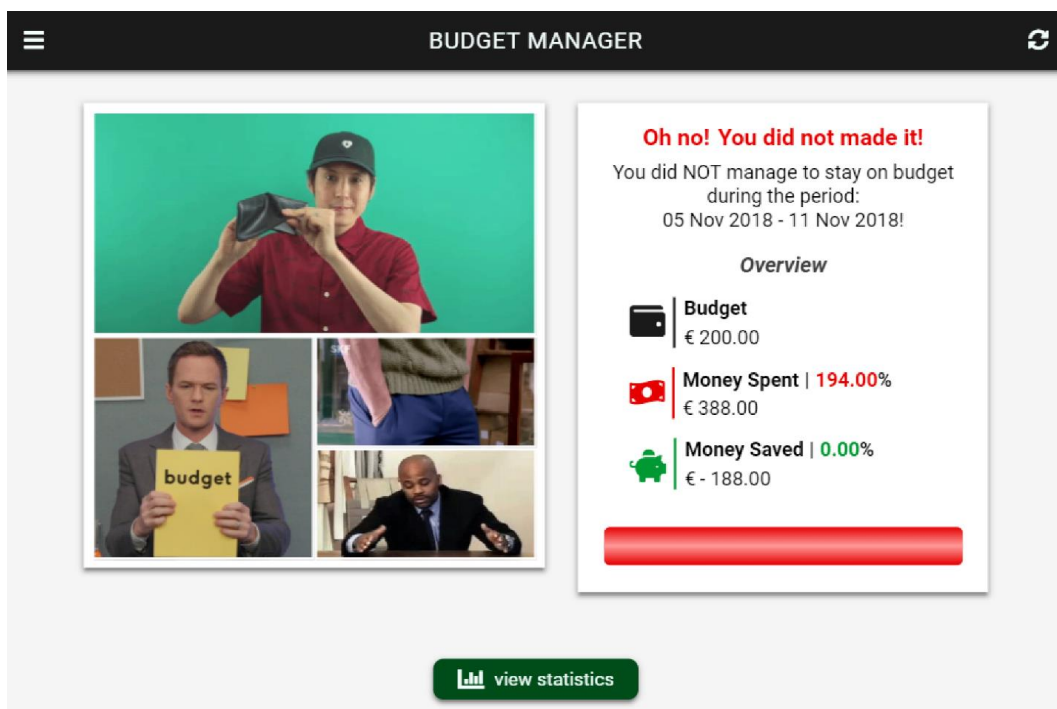 BUDGET MANAGER
budget
Oh no! You did not made it!
You did NOT manage to stay on budget
during the period:
05 Nov 2018 - 11 Nov 2018!
Overview
Budget
€ 200.00
Money Spent | 194.00%
€ 388.00
Money Saved | 0.00%
€ - 188.00
view statistics